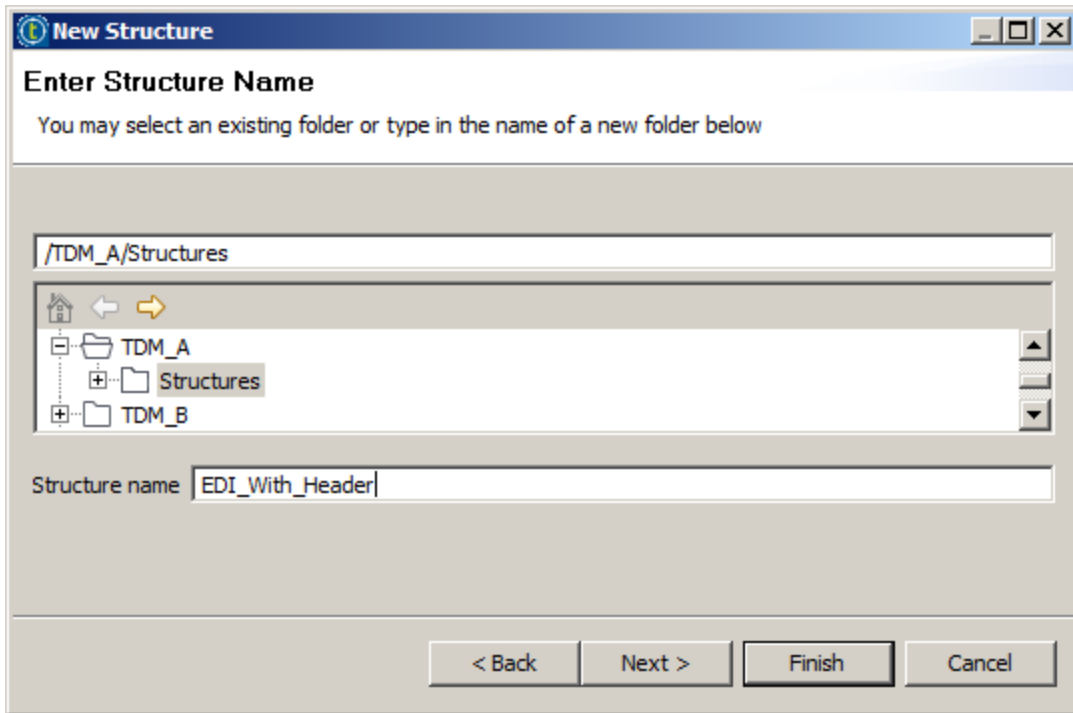 New Structure
Enter Structure Name
You may select an existing folder or type in the name of a new folder below
/TDM_A/Structures
TDM_A
Structures
TDM_B
Structure name EDI_With_Header
< Back Next > Finish Cancel